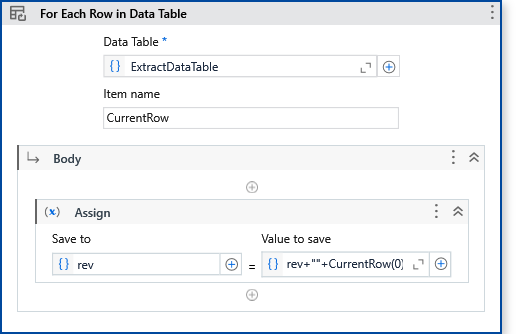 For Each Row in Data Table
Data Table *
{} ExtractDataTable
Item name
CurrentRow
Body
(x) Assign
Save to
Value to save
{} rev
=
{} rev+""+CurrentRow(0)